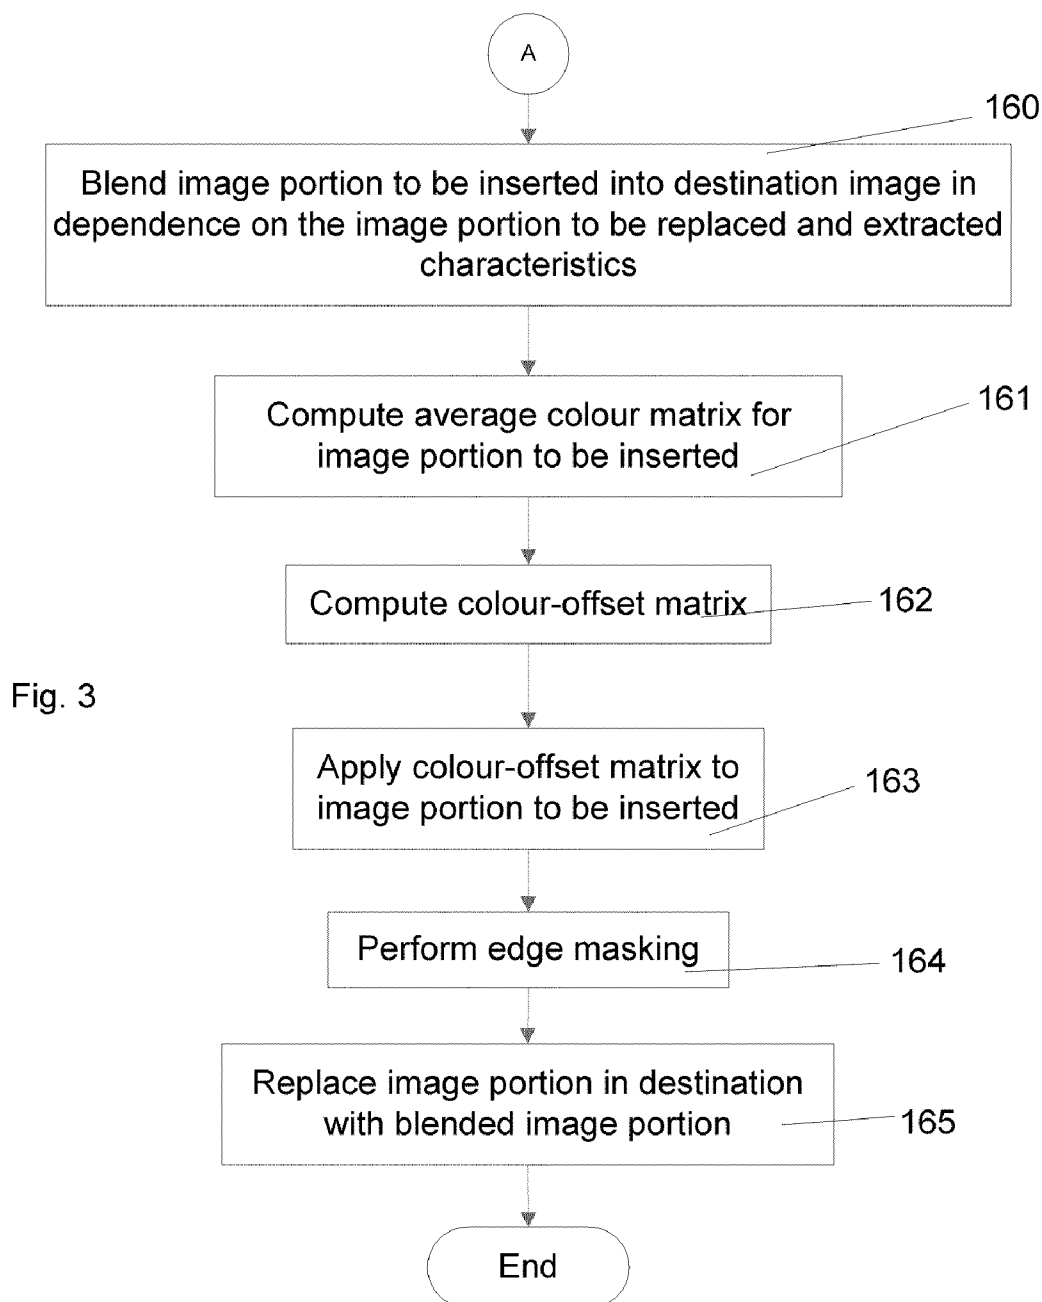 A
160
Blend image portion to be inserted into destination image in
dependence on the image portion to be replaced and extracted
characteristics
161
Compute average colour matrix for
image portion to be inserted
Compute colour-offset matrix
162
Fig. 3
Apply colour-offset matrix to
image portion to be inserted
163
Perform edge masking
164
Replace image portion in destination
with blended image portion
165
End